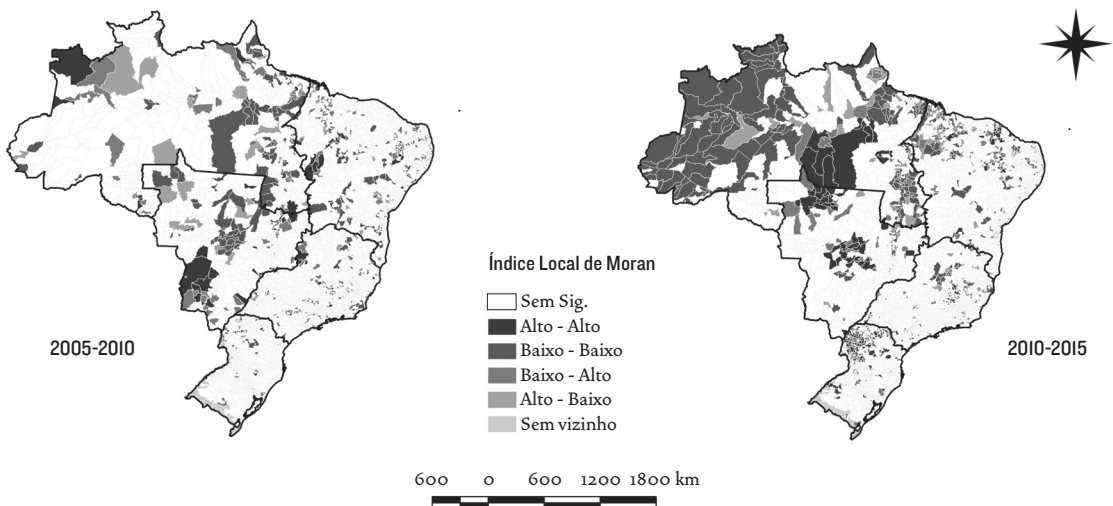 Índice Local de Moran
Sem Sig.
Alto - Alto
Baixo - Baixo
Baixo - Alto
Alto - Baixo
Sem vizinho
2005-2010
2010-2015
600 0 600 1200 1800 km